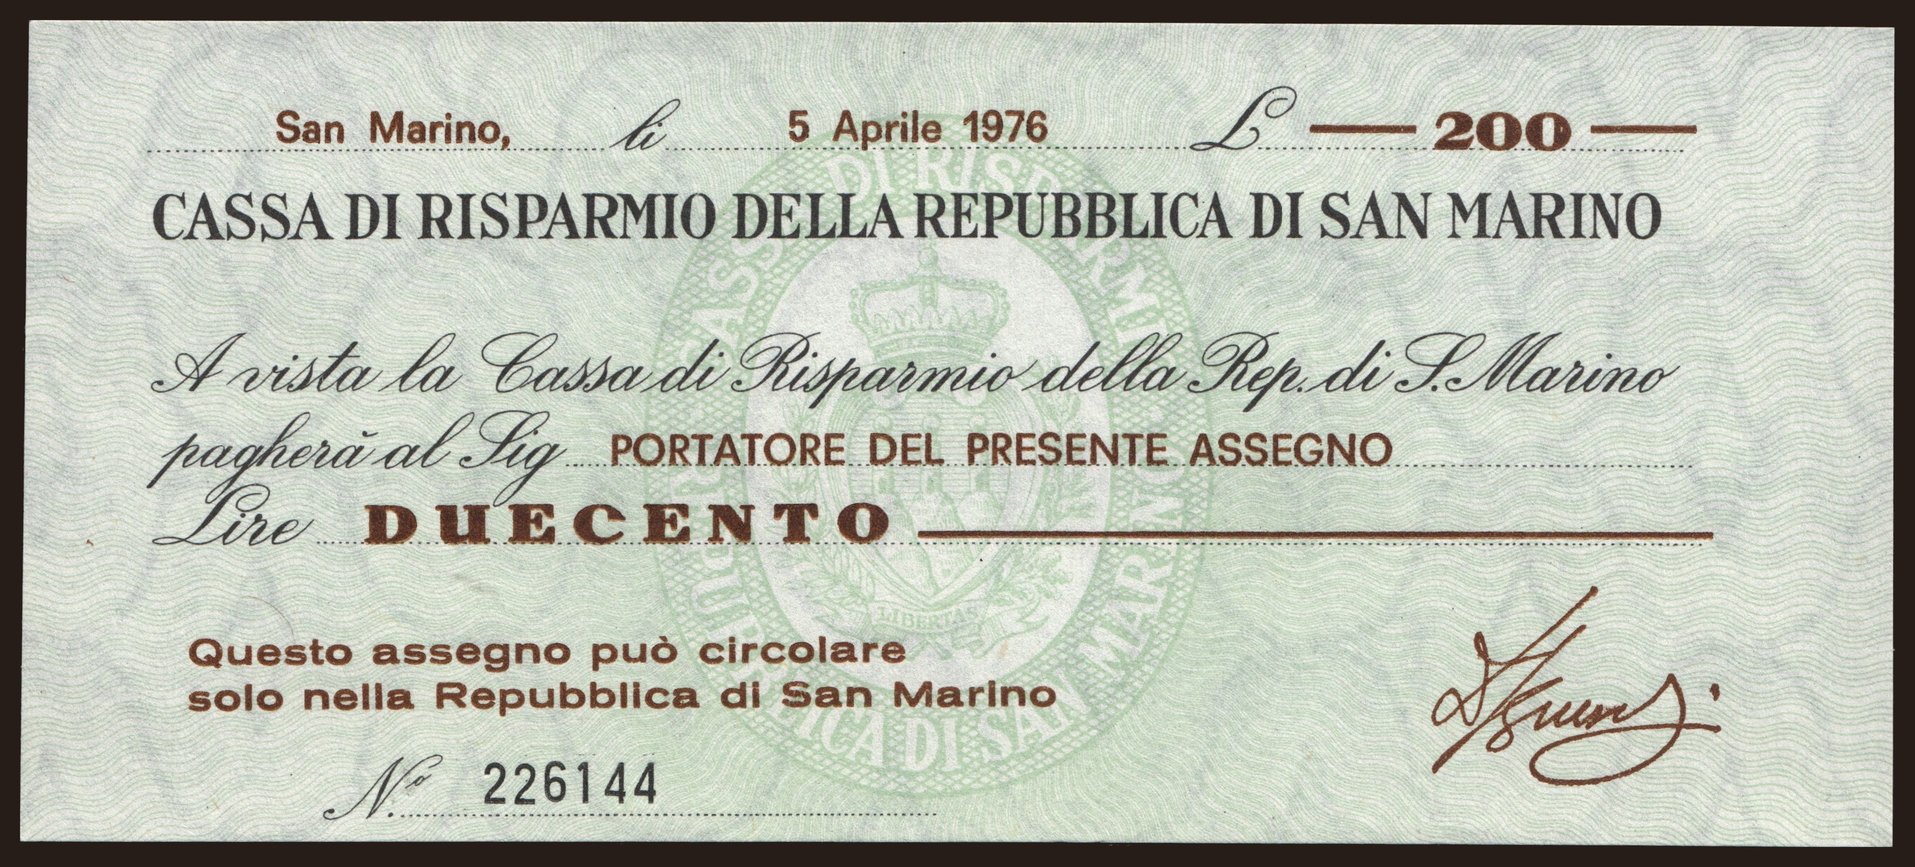 San Marino, li 5 Aprile 1976 £ 200
CASSA DI RISPARMIO DELLA REPUBBLICA DI SAN MARINO
A vista la Cassa di Risparmio della Rep. di S. Marino
pagherà al Sig PORTATORE DEL PRESENTE ASSEGNO
Lire DUECENTO
LIBERTAS
Questo assegno può circolare
solo nella Repubblica di San Marino
No. 226144